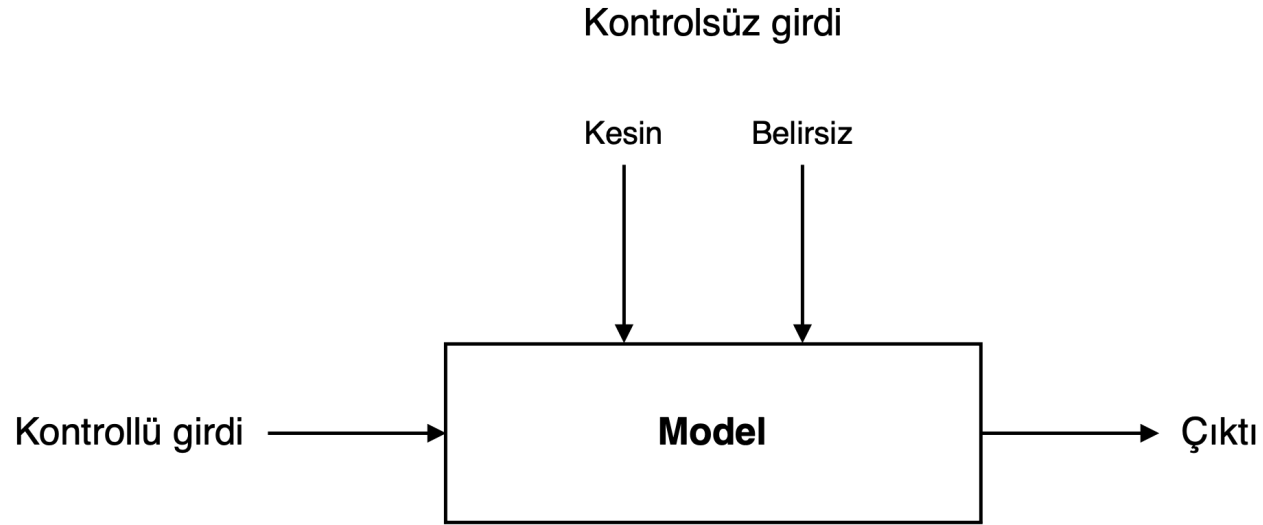 Kontrolsüz girdi
Kesin
Belirsiz
Kontrollü girdi
Model
Çıktı